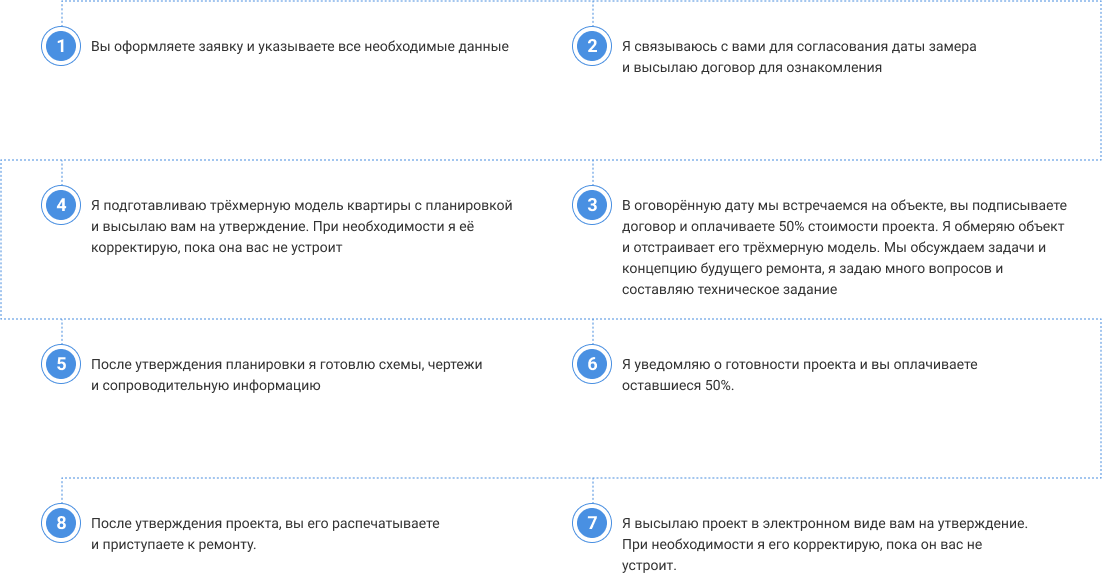 1
Вы оформляете заявку и указываете все необходимые данные
2
Я связываюсь с вами для согласования даты замера
и высылаю договор для ознакомления
3
В оговорённую дату мы встречаемся на объекте, вы подписываете
договор и оплачиваете 50% стоимости проекта. Я обмеряю объект
и отстраивает его трёхмерную модель. Мы обсуждаем задачи и
концепцию будущего ремонта, я задаю много вопросов и
составляю техническое задание
4
Я подготавливаю трёхмерную модель квартиры с планировкой
и высылаю вам на утверждение. При необходимости я её
корректирую, пока она вас не устроит
5
После утверждения планировки я готовлю схемы, чертежи
и сопроводительную информацию
6
Я уведомляю о готовности проекта и вы оплачиваете
оставшиеся 50%.
7
Я высылаю проект в электронном виде вам на утверждение.
При необходимости я его корректирую, пока он вас не
устроит.
8
После утверждения проекта, вы его распечатываете
и приступаете к ремонту.